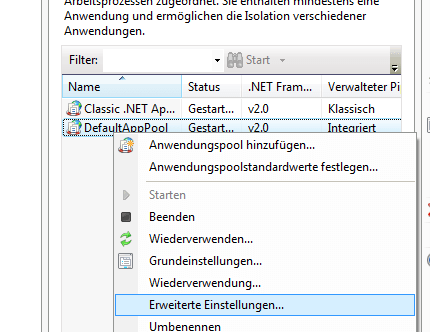 Arbeitsprozessen zugeordnet. Sie enthalten mindestens eine
Anwendung und ermöglichen die Isolation verschiedener
Anwendungen.
Filter: Start
Name Status .NET Fram... Verwalteter Pi
Classic .NET Ap... Gestart... v2.0 Klassisch
DefaultAppPool Gestart... v2.0 Integriert
Anwendungspool hinzufügen...
Anwendungspoolstandardwerte festlegen...
Starten
Beenden
Wiederverwenden...
Grundeinstellungen...
Wiederverwendung...
Erweiterte Einstellungen...
Umbenennen